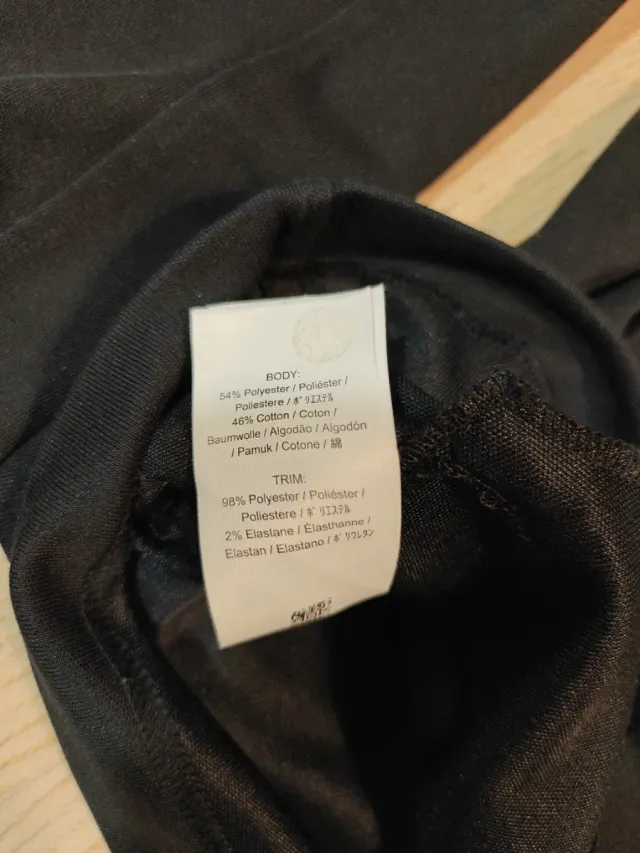 BODY:
54% Polyester / Poliéster /
Poliestere / ポリエステル
46% Cotton / Coton /
Baumwolle / Algodão / Algodón
/ Pamuk / Cotone / 綿
TRIM:
98% Polyester / Poliéster /
Poliestere / ポリエステル
2% Elastane / Élasthanne /
Elastan / Elastano / ポリウレタン